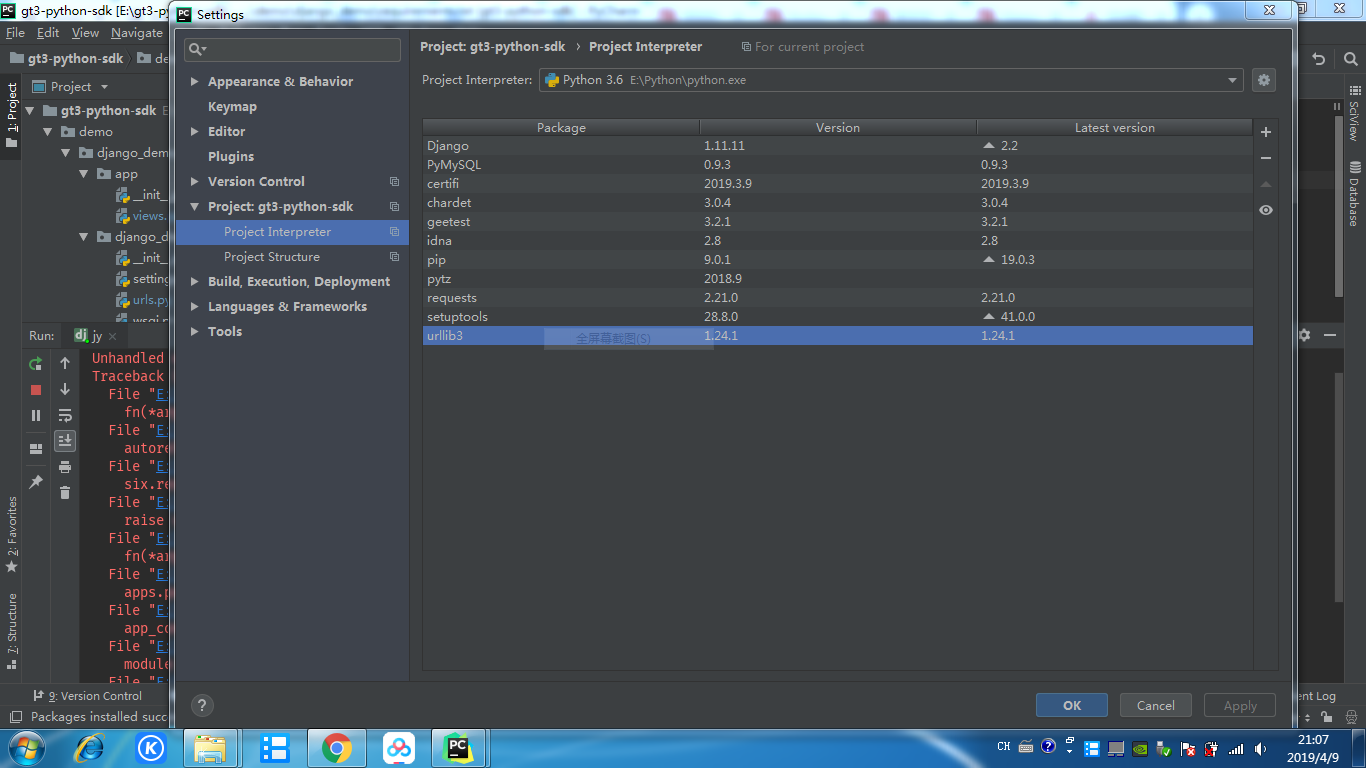 gt3-python-sdk [E:\gt3-py
Settings
File Edit View Navigate
gt3-python-sdk
Project
gt3-python-sdk
demo
django_dem
app
__init_
views.
django_d
__init_
setting
urls.py
wsgi.py
1: Project
2: Favorites
7: Structure
SciView
Database
Appearance & Behavior
Keymap
Editor
Plugins
Version Control
Project: gt3-python-sdk
Project Interpreter
Project Structure
Build, Execution, Deployment
Languages & Frameworks
Tools
Project: gt3-python-sdk › Project Interpreter For current project
Project Interpreter: Python 3.6 E:\Python\python.exe
Package Version Latest version
Django 1.11.11 2.2
PyMySQL 0.9.3 0.9.3
certifi 2019.3.9 2019.3.9
chardet 3.0.4 3.0.4
geetest 3.2.1 3.2.1
idna 2.8 2.8
pip 9.0.1 19.0.3
pytz 2018.9
requests 2.21.0 2.21.0
setuptools 28.8.0 41.0.0
urllib3 1.24.1 1.24.1
全屏幕截图(S)
Run: jy
Unhandled
Traceback
File "E:
fn(*ar
File "E:
autore
File "E:
six.re
File "E:
raise
File "E:
fn(*ar
File "E:
apps.p
File "E:
app_co
File "E:
module
File "E:
? OK Cancel Apply
9: Version Control
ent Log
Packages installed succ
CH
21:07
2019/4/9